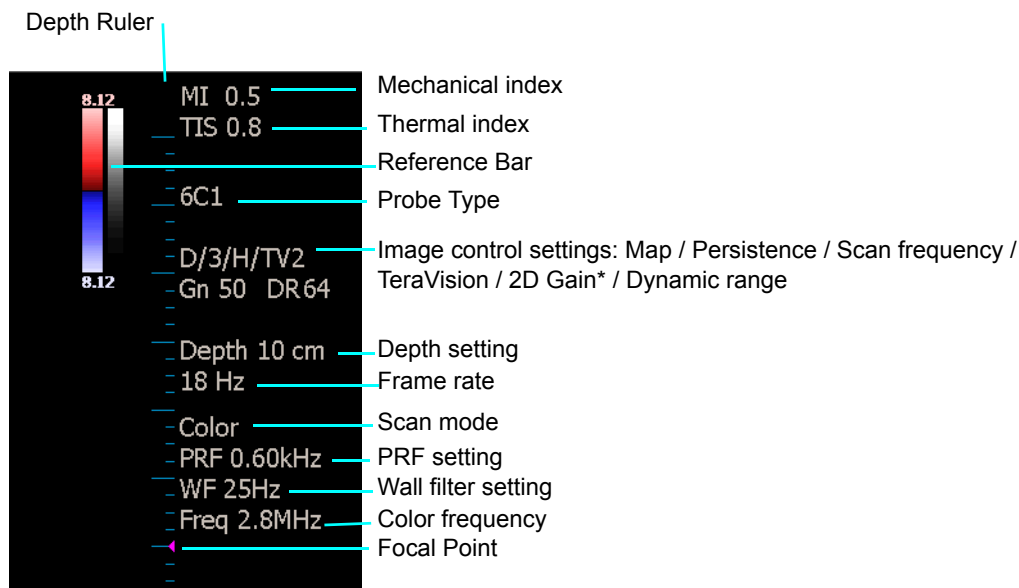 Depth Ruler
8.12
MI 0.5
Mechanical index
TIS 0.8
Thermal index
Reference Bar
6C1
Probe Type
D/3/H/TV2
Image control settings: Map / Persistence / Scan frequency /
8.12
Gn 50 DR64
TeraVision / 2D Gain* / Dynamic range
Depth 10 cm
Depth setting
18 Hz
Frame rate
Color
Scan mode
PRF 0.60kHz
PRF setting
WF 25Hz
Wall filter setting
Freq 2.8MHz
Color frequency
Focal Point